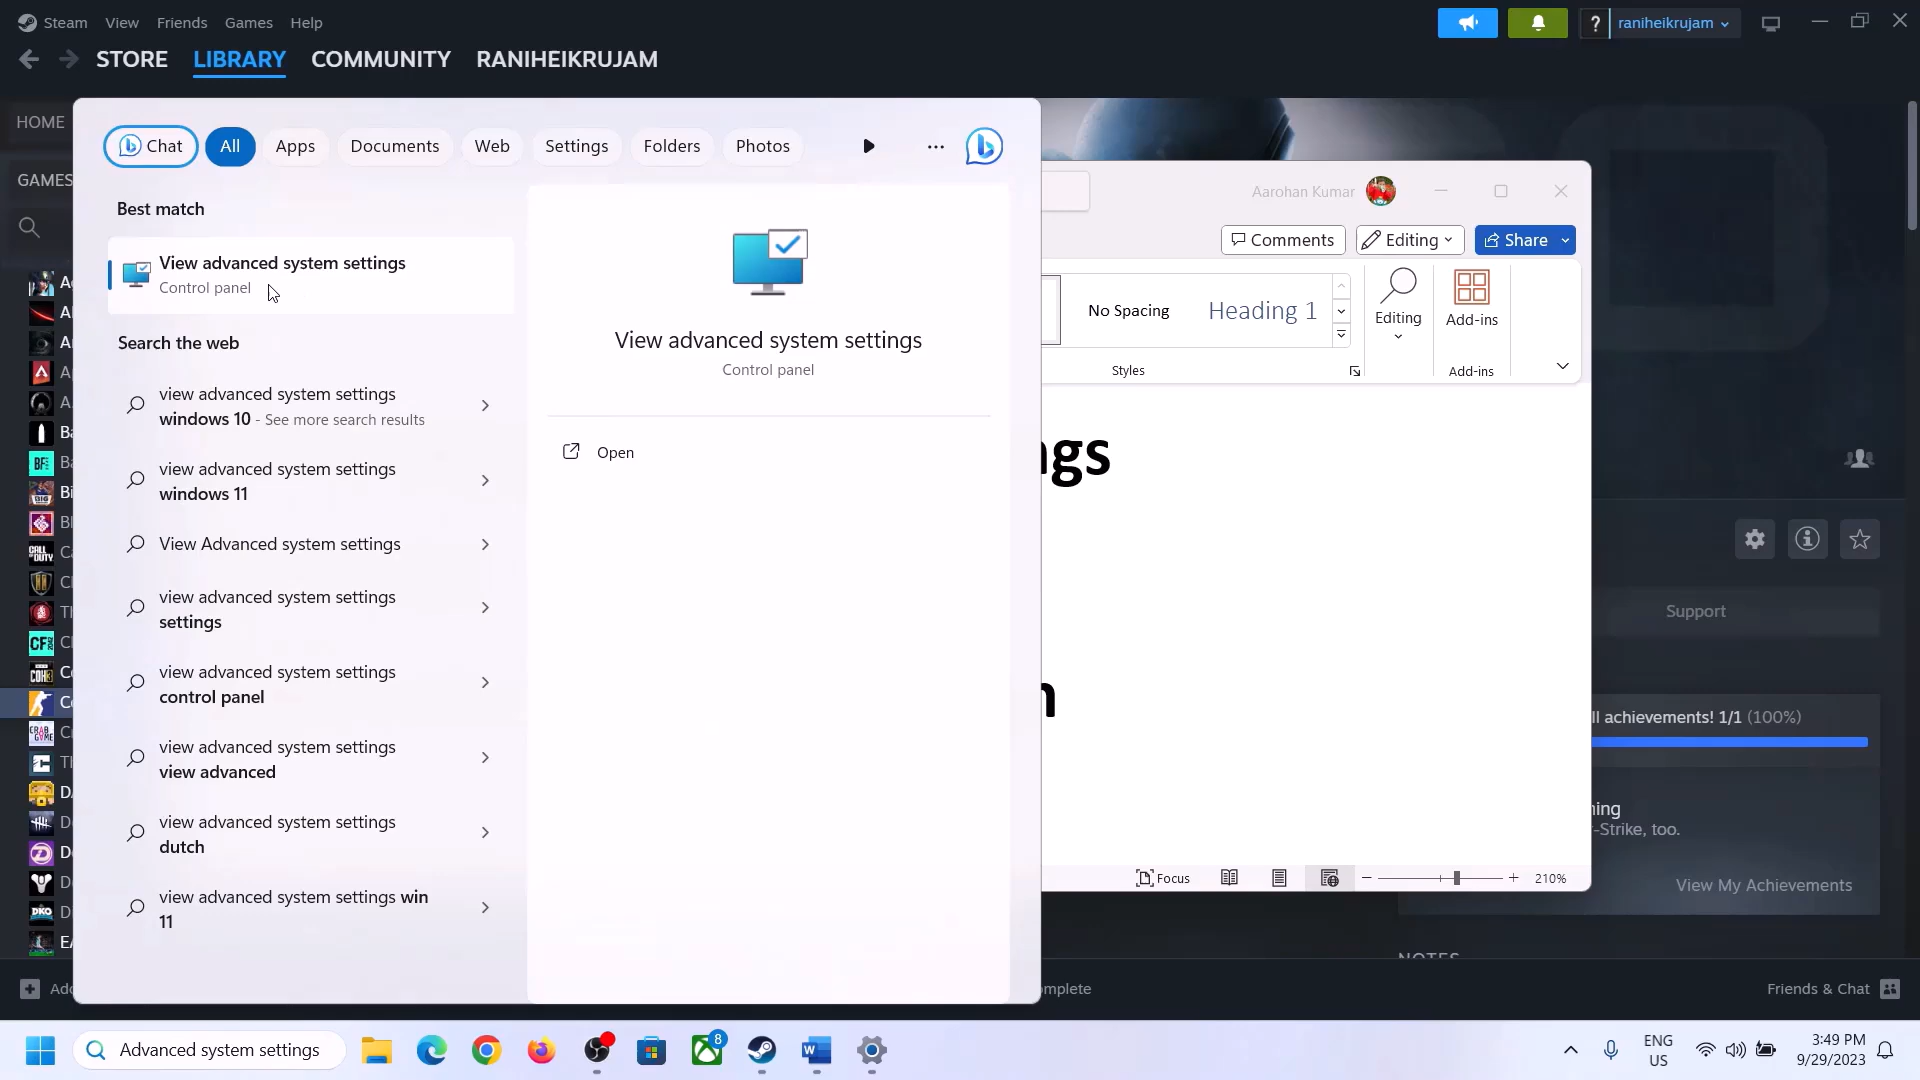 Steam View Friends Games Help
raniheikrujam
STORE LIBRARY COMMUNITY RANIHEIKRUJAM
HOME
GAMES
Chat All Apps Documents Web Settings Folders Photos
Best match
View advanced system settings
Control panel
Search the web
view advanced system settings
windows 10 - See more search results
view advanced system settings
windows 11
View Advanced system settings
view advanced system settings
settings
view advanced system settings
control panel
view advanced system settings
view advanced
view advanced system settings
dutch
view advanced system settings win
11
View advanced system settings
Control panel
Open
Aarohan Kumar
Comments Editing Share
No Spacing Heading 1
Editing
Add-ins
Styles
Add-ins
ngs
n
Focus
210%
Support
ll achievements! 1/1 (100%)
ning
-Strike, too.
View My Achievements
NOTES
Friends & Chat
Advanced system settings
8
ENG
US
3:49 PM
9/29/2023